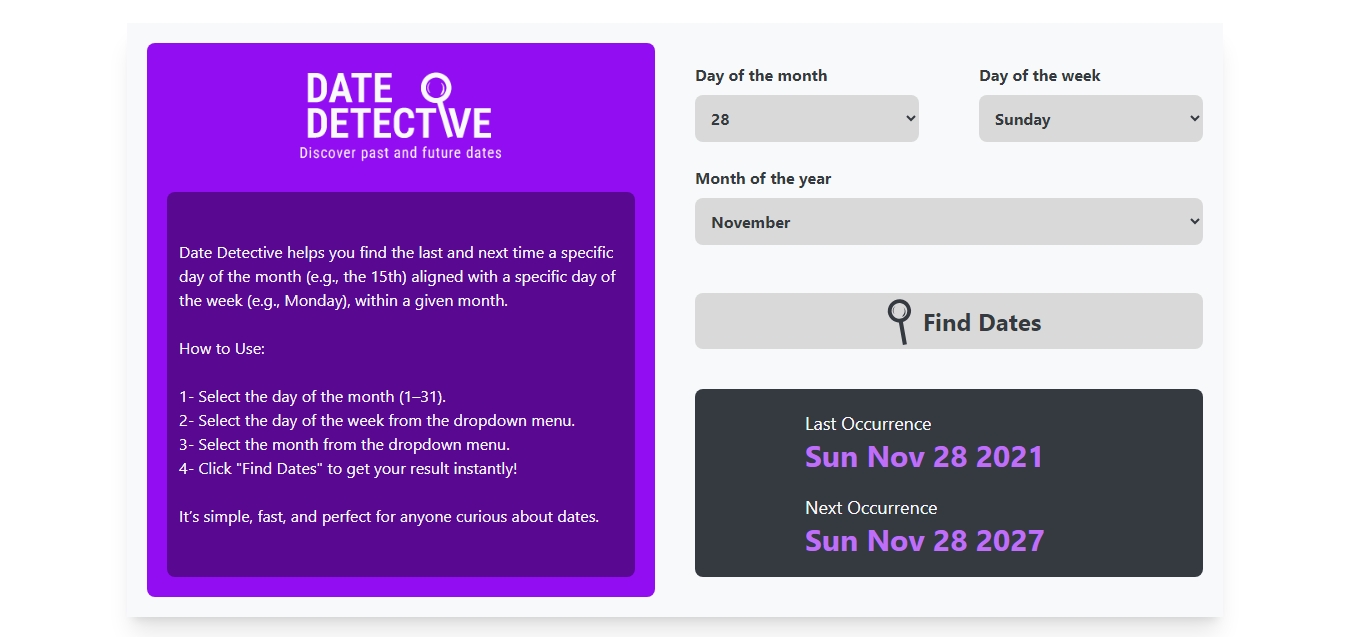 DATE
DETECTIVE
Discover past and future dates
Date Detective helps you find the last and next time a specific
day of the month (e.g., the 15th) aligned with a specific day of
the week (e.g., Monday), within a given month.
How to Use:
1- Select the day of the month (1–31).
2- Select the day of the week from the dropdown menu.
3- Select the month from the dropdown menu.
4- Click "Find Dates" to get your result instantly!
It’s simple, fast, and perfect for anyone curious about dates.
Day of the month
28
Day of the week
Sunday
Month of the year
November
Find Dates
Last Occurrence
Sun Nov 28 2021
Next Occurrence
Sun Nov 28 2027